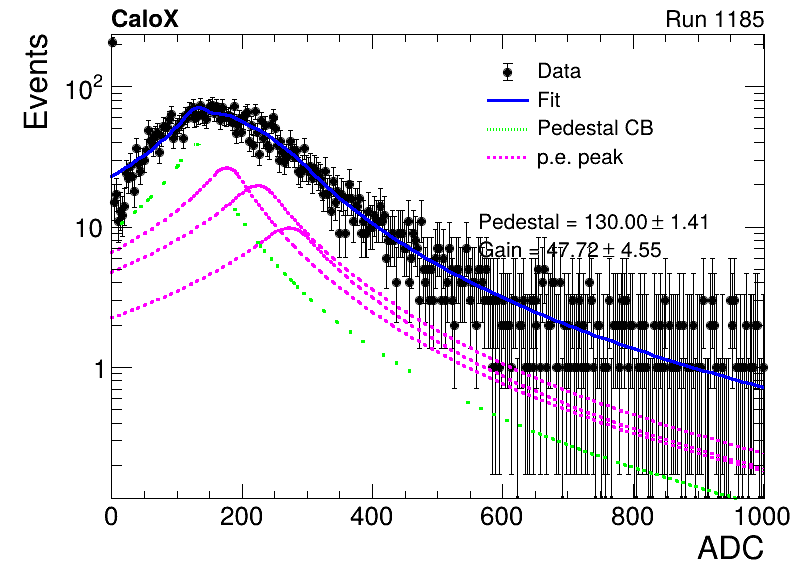 CaloX Run 1185
Events
Data
Fit
Pedestal CB
p.e. peak
Pedestal = 130.00 ± 1.41
Gain = 47.72 ± 4.55
10²
10
1
0 200 400 600 800 1000
ADC